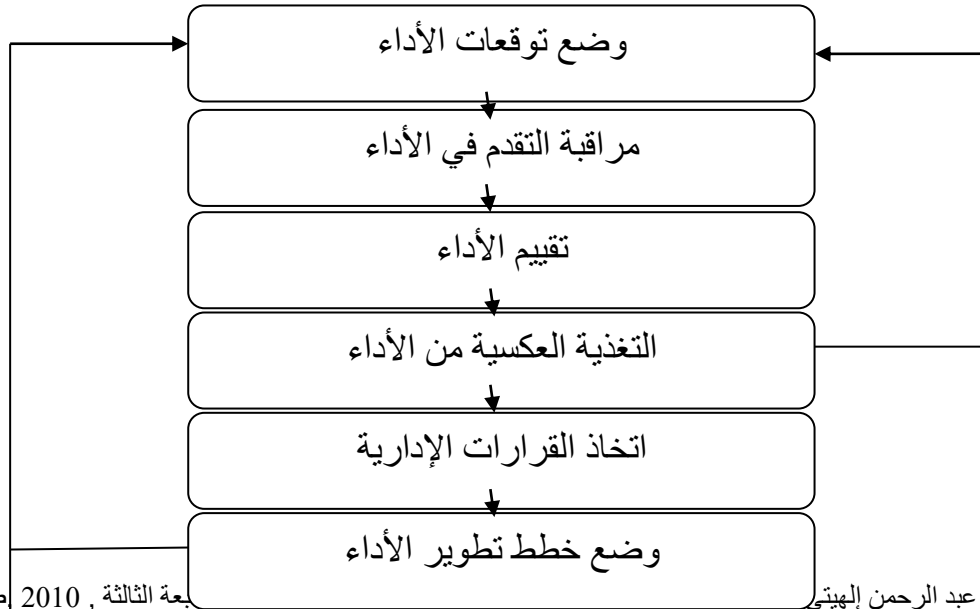 وضع توقعات الأداء
مراقبة التقدم في الأداء
تقييم الأداء
التغذية العكسية من الأداء
اتخاذ القرارات الإدارية
وضع خطط تطوير الأداء
عبد الرحمن إلهيتي الثالثة , 2010